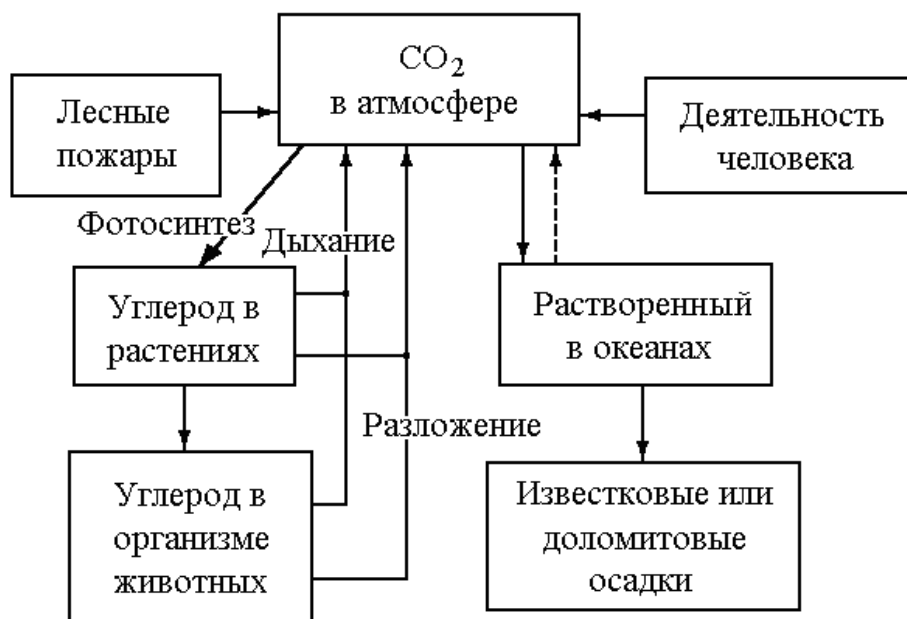 CO2
в атмосфере
Лесные
пожары
Деятельность
человека
Фотосинтез
Дыхание
Углерод в
растениях
Растворенный
в океанах
Разложение
Углерод в
организме
животных
Известковые или
доломитовые
осадки